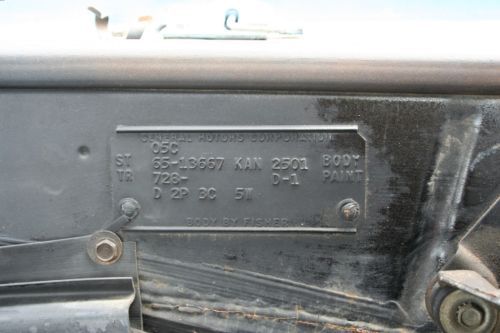 GENERAL MOTORS CORPORATION
05C
ST 65-13667 KAN 2501 BODY
TR 728- D-1 PAINT
D 2P BC 5W
BODY BY FISHER